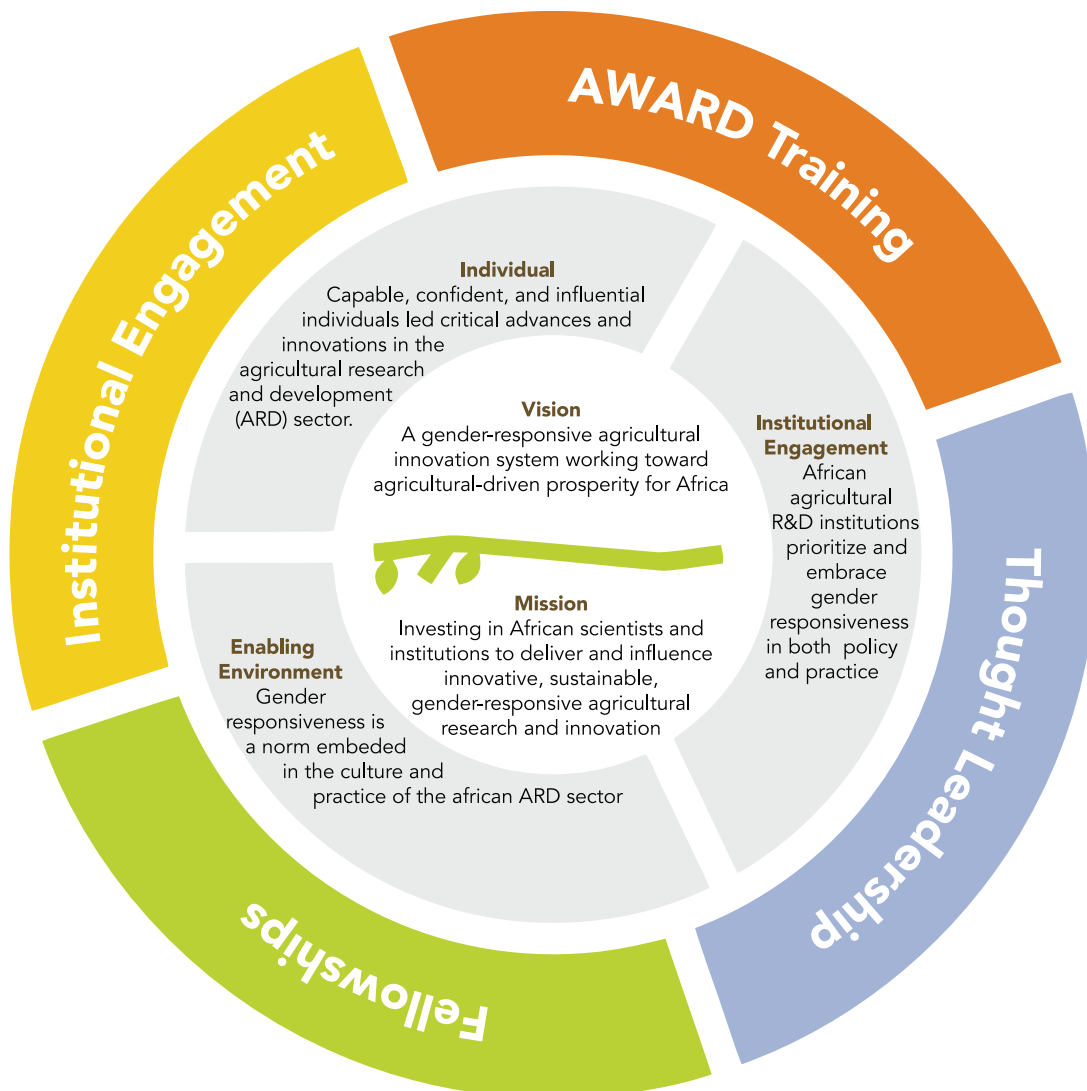 Institutional Engagement
AWARD Training
Thought Leadership
Fellowships
Individual
Capable, confident, and influential
individuals led critical advances and
innovations in the
agricultural research
and development
(ARD) sector.
Vision
A gender-responsive agricultural
innovation system working toward
agricultural-driven prosperity for Africa
Institutional
Engagement
African
agricultural
R&D institutions
prioritize and
embrace
gender
responsiveness
in both policy
and practice
Mission
Investing in African scientists and
institutions to deliver and influence
innovative, sustainable,
gender-responsive agricultural
research and innovation
Enabling
Environment
Gender
responsiveness is
a norm embeded
in the culture and
practice of the african ARD sector